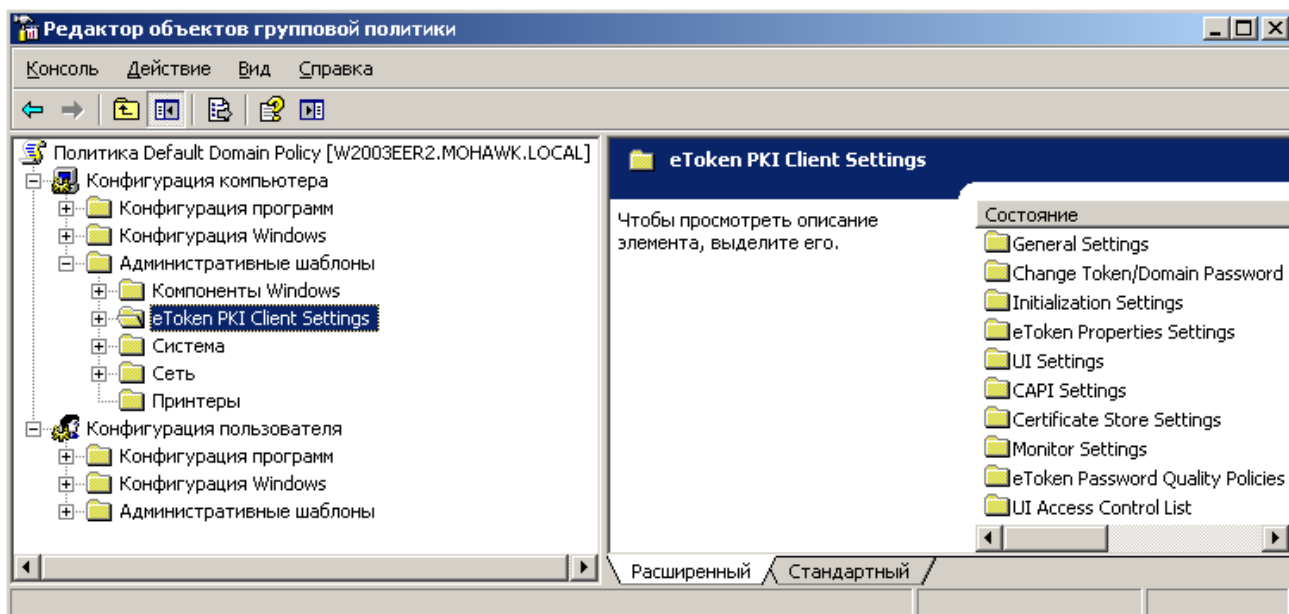 Редактор объектов групповой политики
Консоль Действие Вид Справка
Политика Default Domain Policy [W2003EER2.MOHAWK.LOCAL]
Конфигурация компьютера
Конфигурация программ
Конфигурация Windows
Административные шаблоны
Компоненты Windows
eToken PKI Client Settings
Система
Сеть
Принтеры
Конфигурация пользователя
Конфигурация программ
Конфигурация Windows
Административные шаблоны
eToken PKI Client Settings
Чтобы просмотреть описание
элемента, выделите его.
Состояние
General Settings
Change Token/Domain Password
Initialization Settings
eToken Properties Settings
UI Settings
CAPI Settings
Certificate Store Settings
Monitor Settings
eToken Password Quality Policies
UI Access Control List
Расширенный Стандартный